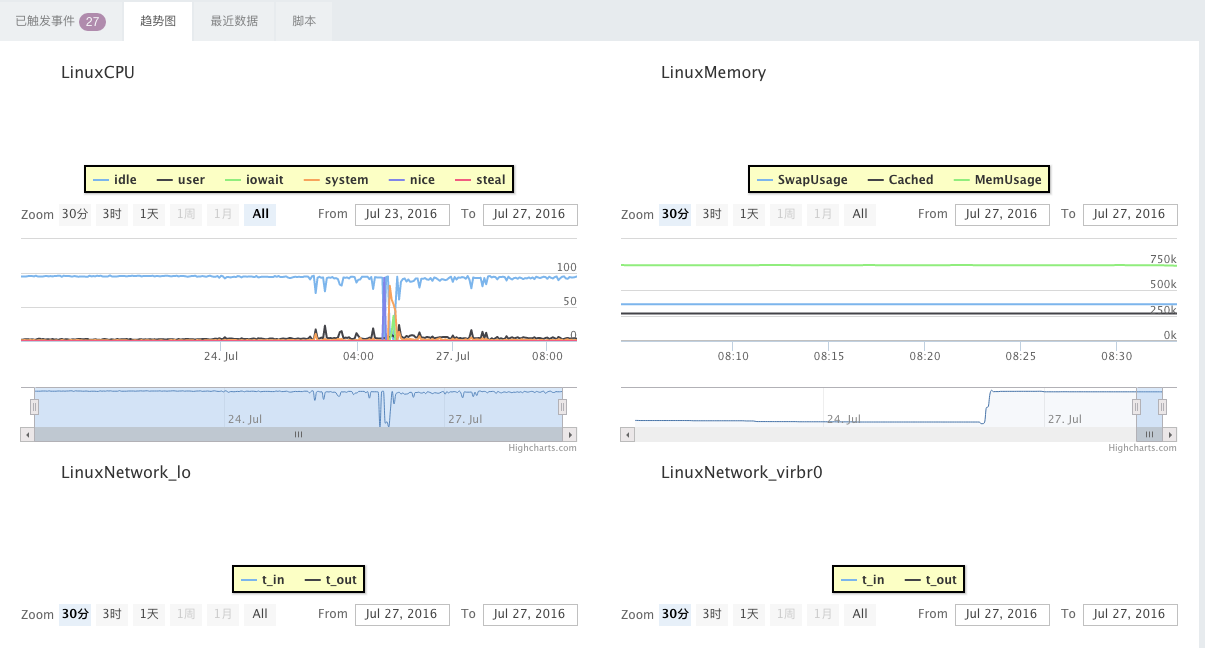 已触发事件 27 趋势图 最近数据 脚本
LinuxCPU
idle user iowait system nice steal
Zoom 30分 3时 1天 1周 1月 All From Jul 23, 2016 To Jul 27, 2016
100
50
0
24. Jul 04:00 27. Jul 08:00
24. Jul 27. Jul
Highcharts.com
LinuxMemory
SwapUsage Cached MemUsage
Zoom 30分 3时 1天 1周 1月 All From Jul 27, 2016 To Jul 27, 2016
750k
500k
250k
0k
08:10 08:15 08:20 08:25 08:30
24. Jul 27. Jul
Highcharts.com
LinuxNetwork_lo
t_in t_out
Zoom 30分 3时 1天 1周 1月 All From Jul 27, 2016 To Jul 27, 2016
LinuxNetwork_virbr0
t_in t_out
Zoom 30分 3时 1天 1周 1月 All From Jul 27, 2016 To Jul 27, 2016